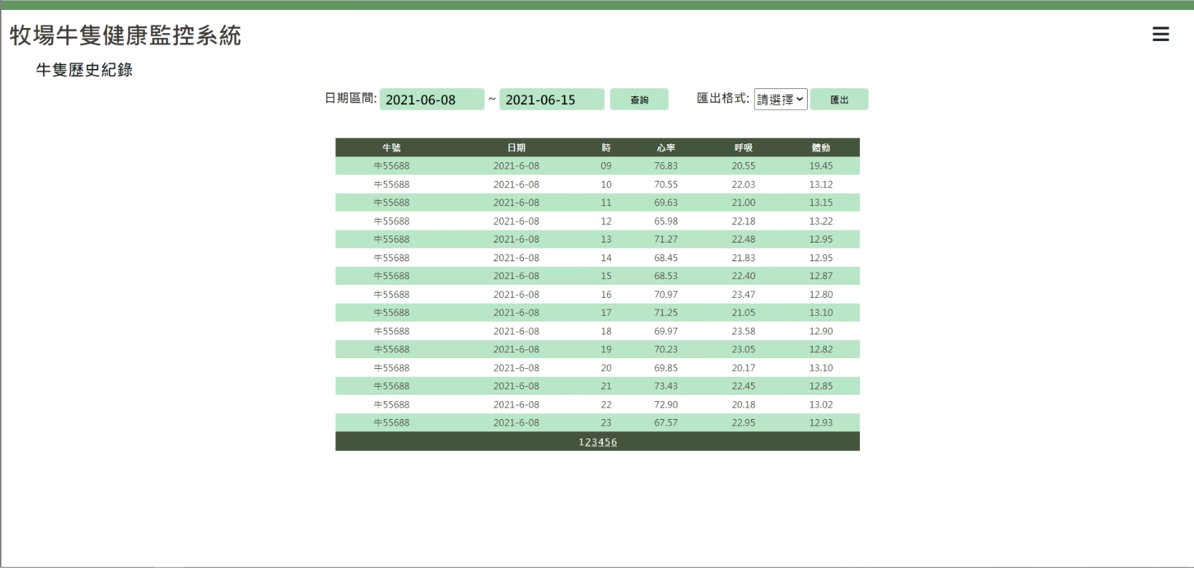 牧場牛隻健康監控系統
牛隻歷史紀錄
日期區間: 2021-06-08 ~ 2021-06-15 查詢 匯出格式: 請選擇 匯出
牛號 日期 時 心率 呼吸 體動
牛55688 2021-6-08 09 76.83 20.55 19.45
牛55688 2021-6-08 10 70.55 22.03 13.12
牛55688 2021-6-08 11 69.63 21.00 13.15
牛55688 2021-6-08 12 65.98 22.18 13.22
牛55688 2021-6-08 13 71.27 22.48 12.95
牛55688 2021-6-08 14 68.45 21.83 12.95
牛55688 2021-6-08 15 68.53 22.40 12.87
牛55688 2021-6-08 16 70.97 23.47 12.80
牛55688 2021-6-08 17 71.25 21.05 13.10
牛55688 2021-6-08 18 69.97 23.58 12.90
牛55688 2021-6-08 19 70.23 23.05 12.82
牛55688 2021-6-08 20 69.85 20.17 13.10
牛55688 2021-6-08 21 73.43 22.45 12.85
牛55688 2021-6-08 22 72.90 20.18 13.02
牛55688 2021-6-08 23 67.57 22.95 12.93
123456